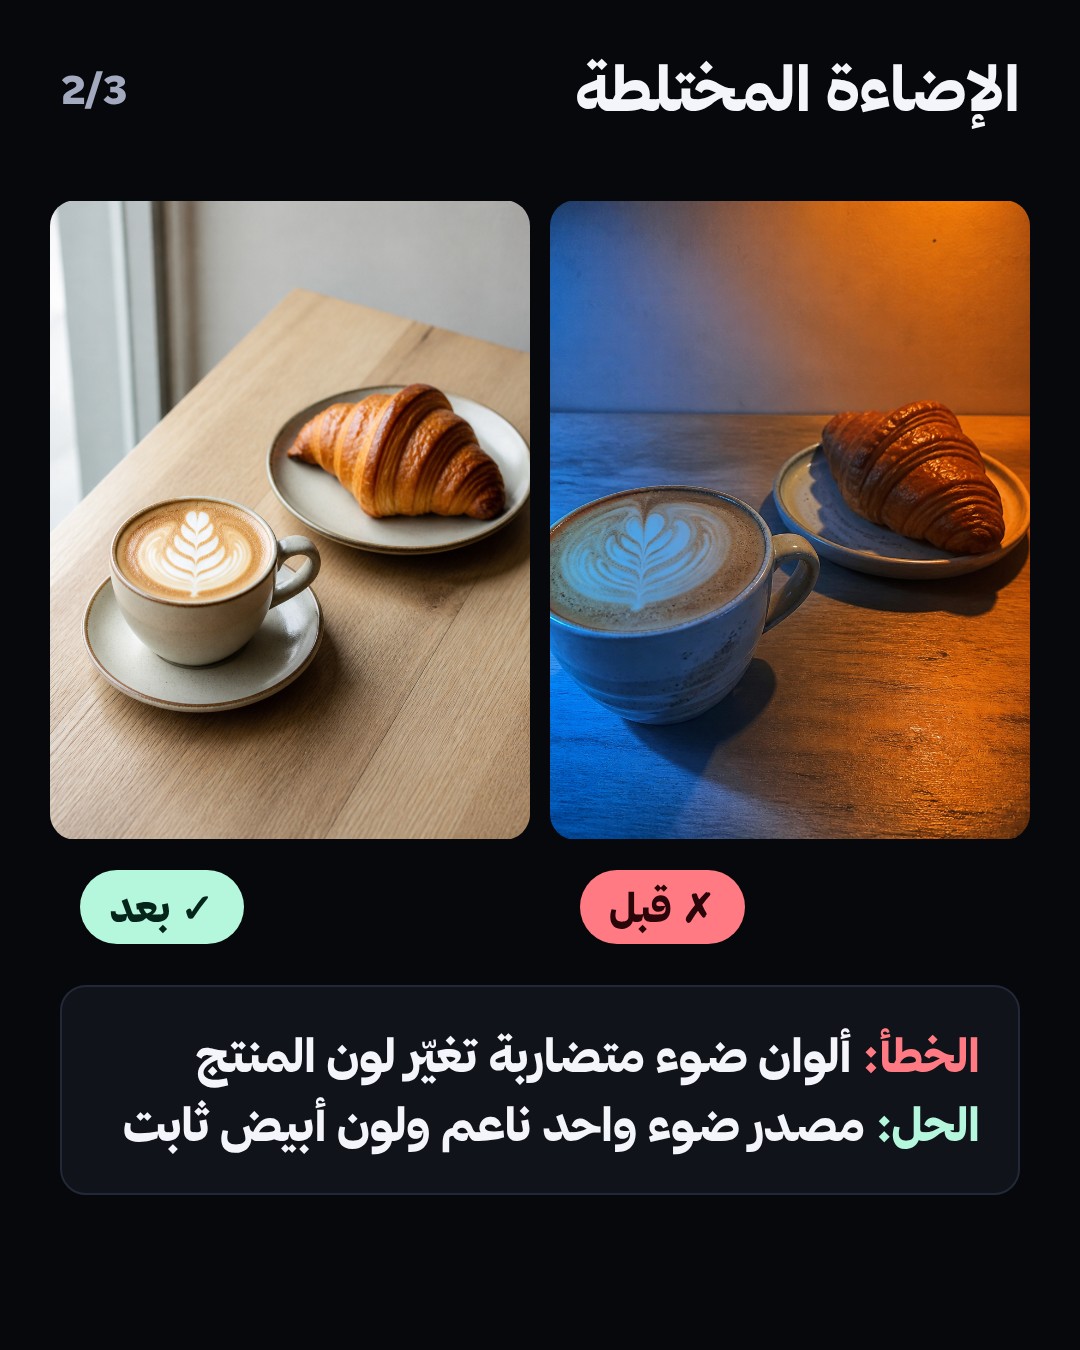 الإضاءة المختلطة
2/3
✗ قبل
✓ بعد
الخطأ: ألوان ضوء متضاربة تغيّر لون المنتج
الحل: مصدر ضوء واحد ناعم ولون أبيض ثابت